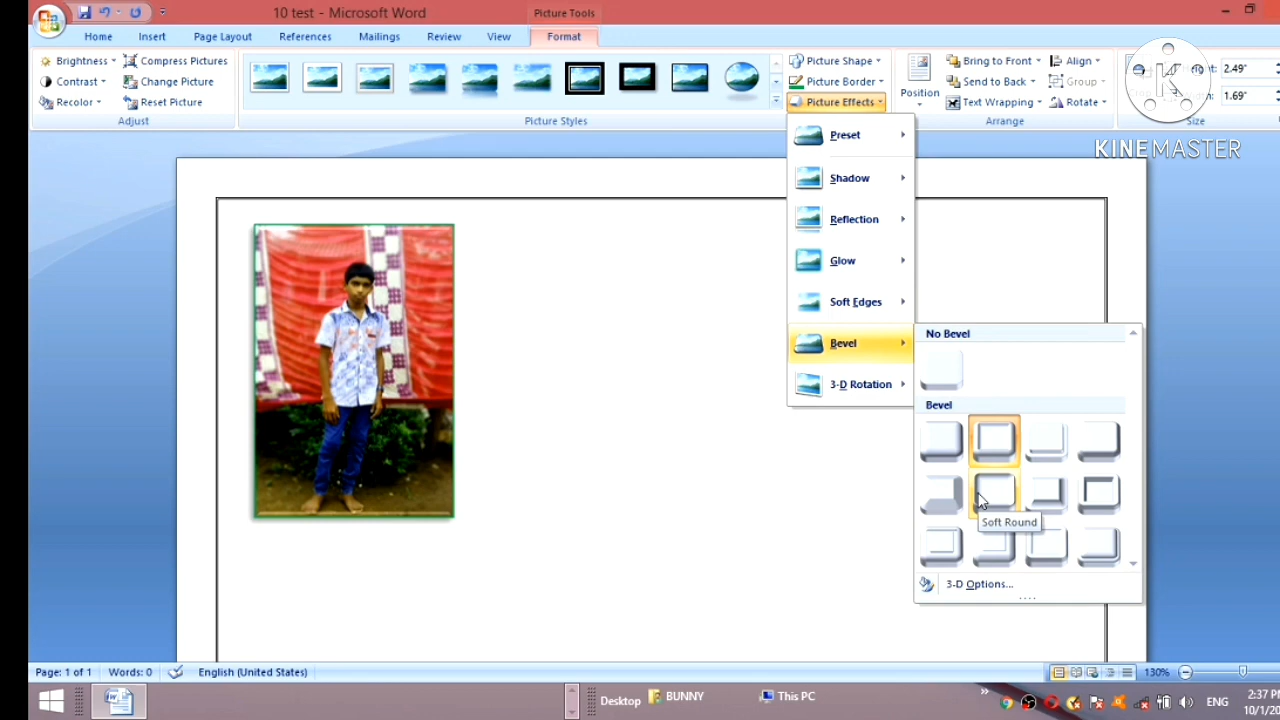 10 test - Microsoft Word
Picture Tools
Home Insert Page Layout References Mailings Review View Format
Brightness
Contrast
Recolor
Compress Pictures
Change Picture
Reset Picture
Adjust
Picture Styles
Picture Shape
Picture Border
Picture Effects
Position
Bring to Front
Send to Back
Text Wrapping
Align
Group
Rotate
Arrange
2.49"
1.69"
Size
K
KINEMASTER
Preset
Shadow
Reflection
Glow
Soft Edges
Bevel
3-D Rotation
No Bevel
Bevel
Soft Round
3-D Options...
Page: 1 of 1 Words: 0 English (United States) 130%
Desktop BUNNY This PC ENG
2:37 PM